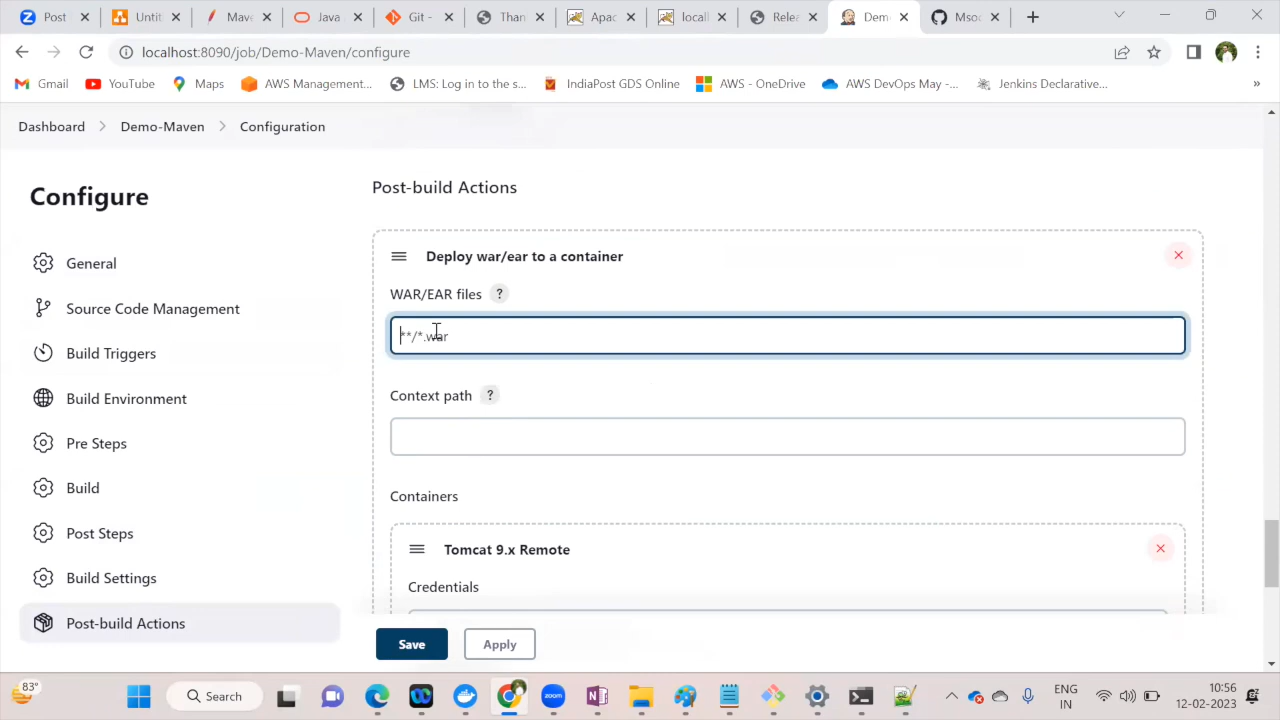 Post
Untit
Mave
Java
Git -
Than
Apac
locall
Relea
Demo
Msoc
localhost:8090/job/Demo-Maven/configure
Gmail
YouTube
Maps
AWS Management...
LMS: Log in to the s...
IndiaPost GDS Online
AWS - OneDrive
AWS DevOps May -...
Jenkins Declarative...
»
Dashboard
Demo-Maven
Configuration
Configure
General
Source Code Management
Build Triggers
Build Environment
Pre Steps
Build
Post Steps
Build Settings
Post-build Actions
Post-build Actions
Deploy war/ear to a container
WAR/EAR files ?
**/*.war
Context path ?
Containers
Tomcat 9.x Remote
Credentials
Save
Apply
83°
Search
zoom
ENG
IN
10:56
12-02-2023